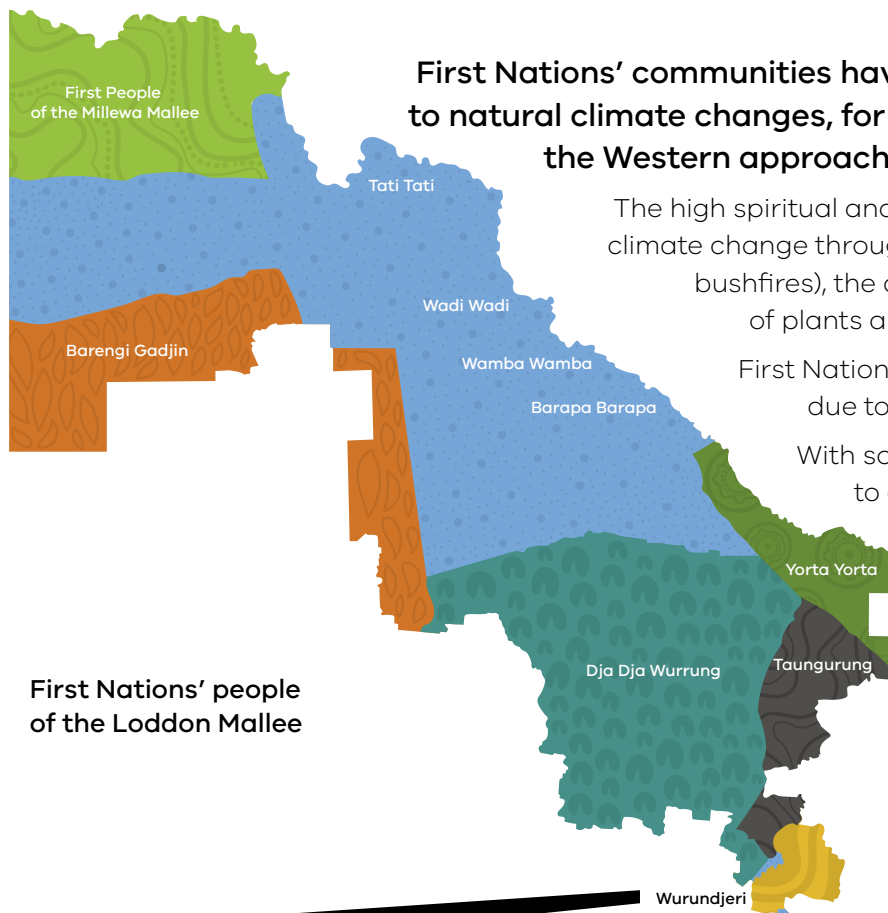 First People
of the Millewa Mallee
First Nations’ communities hav
to natural climate changes, for
the Western approach
Tati Tati
The high spiritual and
climate change throug
bushfires), the
of plants a
Wadi Wadi
Barengi Gadjin
Wamba Wamba
First Nation
Barapa Barapa
due to
With so
to
Yorta Yorta
Dja Dja Wurrung
Taungurung
First Nations’ people
of the Loddon Mallee
Wurundjeri